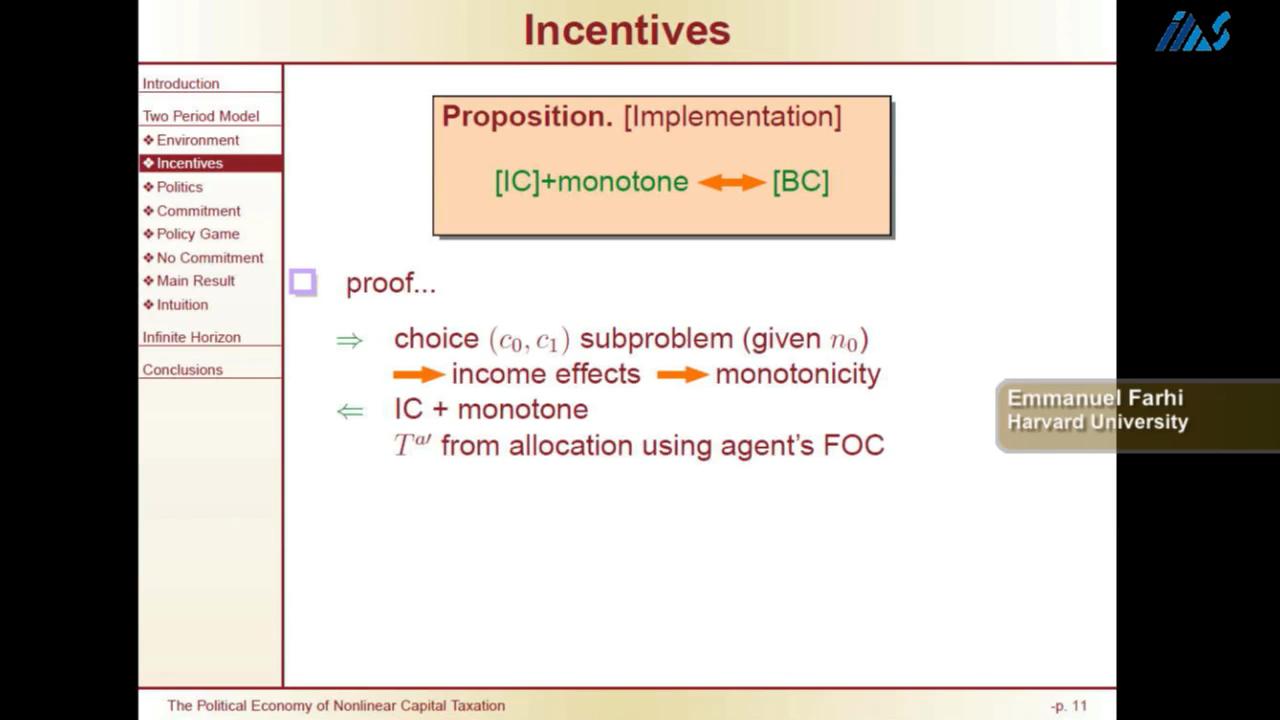 Incentives
IIAS
Introduction
Two Period Model
❖ Environment
❖ Incentives
❖ Politics
❖ Commitment
❖ Policy Game
❖ No Commitment
❖ Main Result
❖ Intuition
Infinite Horizon
Conclusions
Proposition. [Implementation]
[IC]+monotone ↔ [BC]
proof...
⇒ choice (c₀, c₁) subproblem (given n₀)
→ income effects → monotonicity
⇐ IC + monotone
Tᵃ′ from allocation using agent's FOC
Emmanuel Farhi
Harvard University
The Political Economy of Nonlinear Capital Taxation
-p. 11